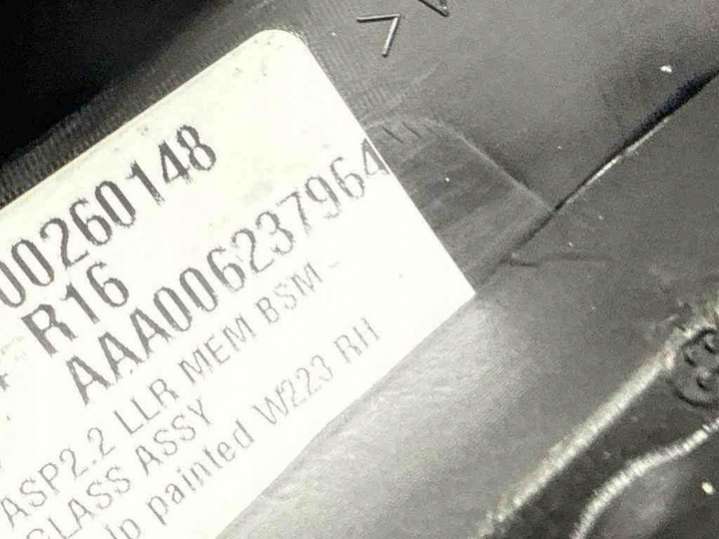 00260148
R16
AAA006237964
ASP2.2 LLR MEM BSM -
GLASS ASSY
painted W223 RH